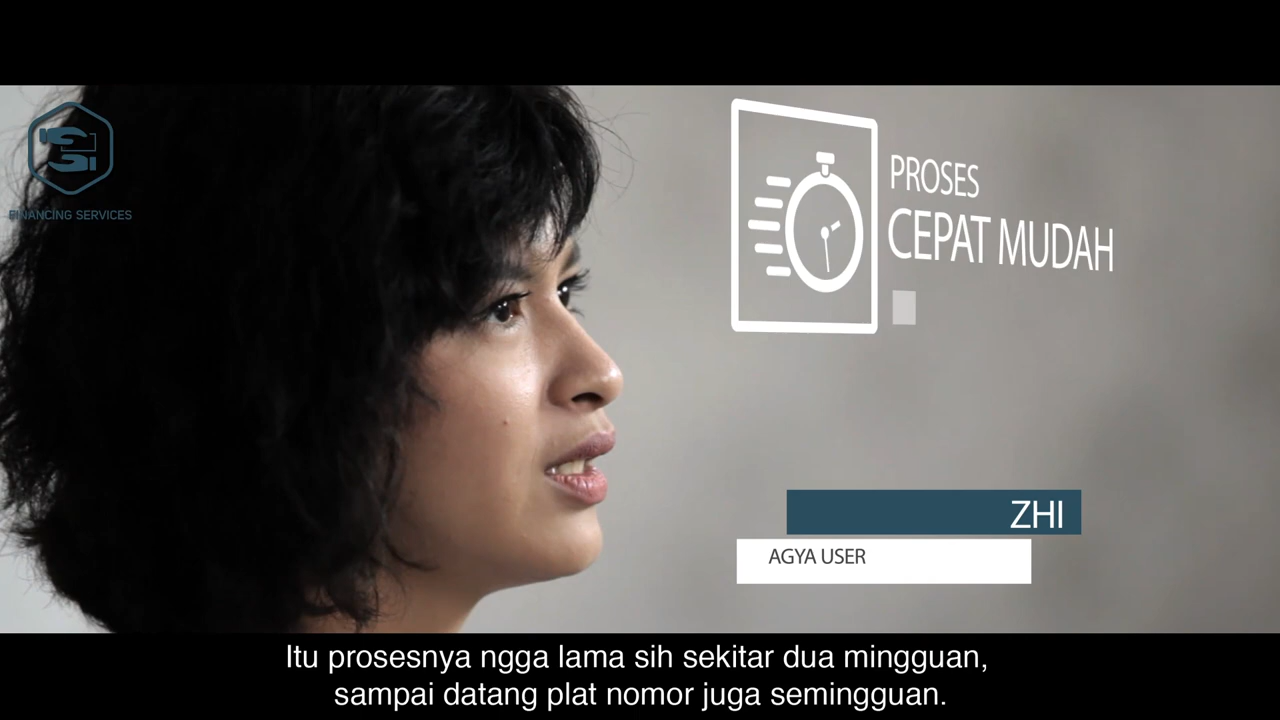 FINANCING SERVICES
PROSES
CEPAT MUDAH
ZHI
AGYA USER
Itu prosesnya ngga lama sih sekitar dua mingguan,
sampai datang plat nomor juga semingguan.